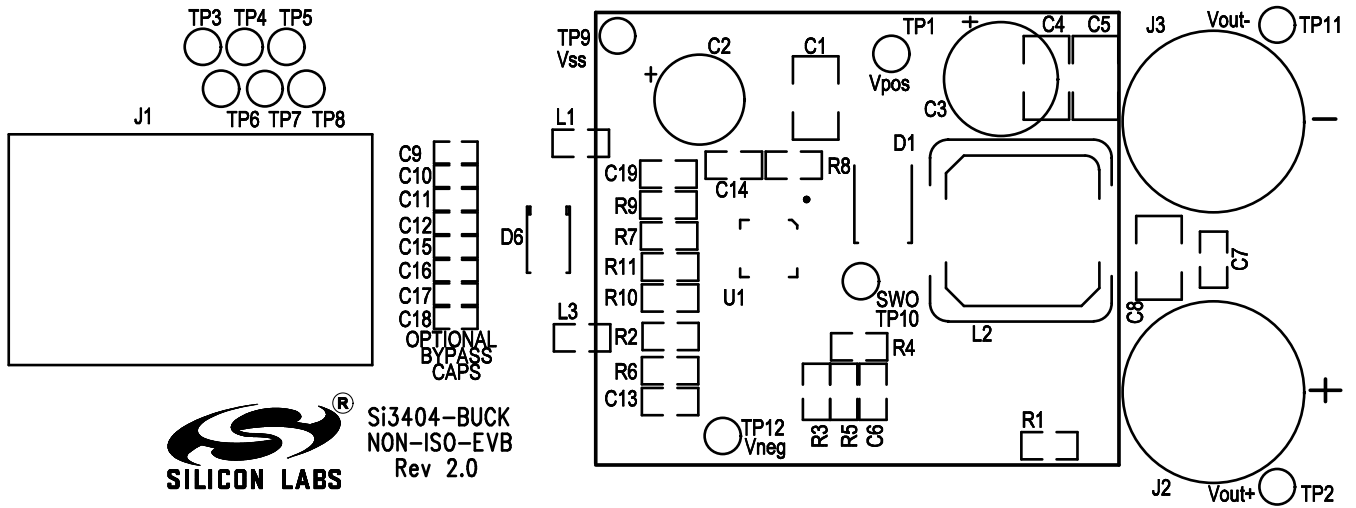 TP3 TP4 TP5
TP6 TP7 TP8
J1
C9
C10
C11
C12
C15
C16
C17
C18
OPTIONAL
BYPASS
CAPS
® Si3404-BUCK
NON-ISO-EVB
Rev 2.0
SILICON LABS
L1
D6
L3
TP9
Vss
+
C2
C1
TP1
Vpos
+
C3
C4
C5
C19
C14
R8
D1
R9
R7
R11
R10
U1
SWO
TP10
L2
R2
R4
R6
C13
R3
R5
C6
TP12
Vneg
R1
J3
Vout-
TP11
−
C8
C7
+
J2
Vout+
TP2